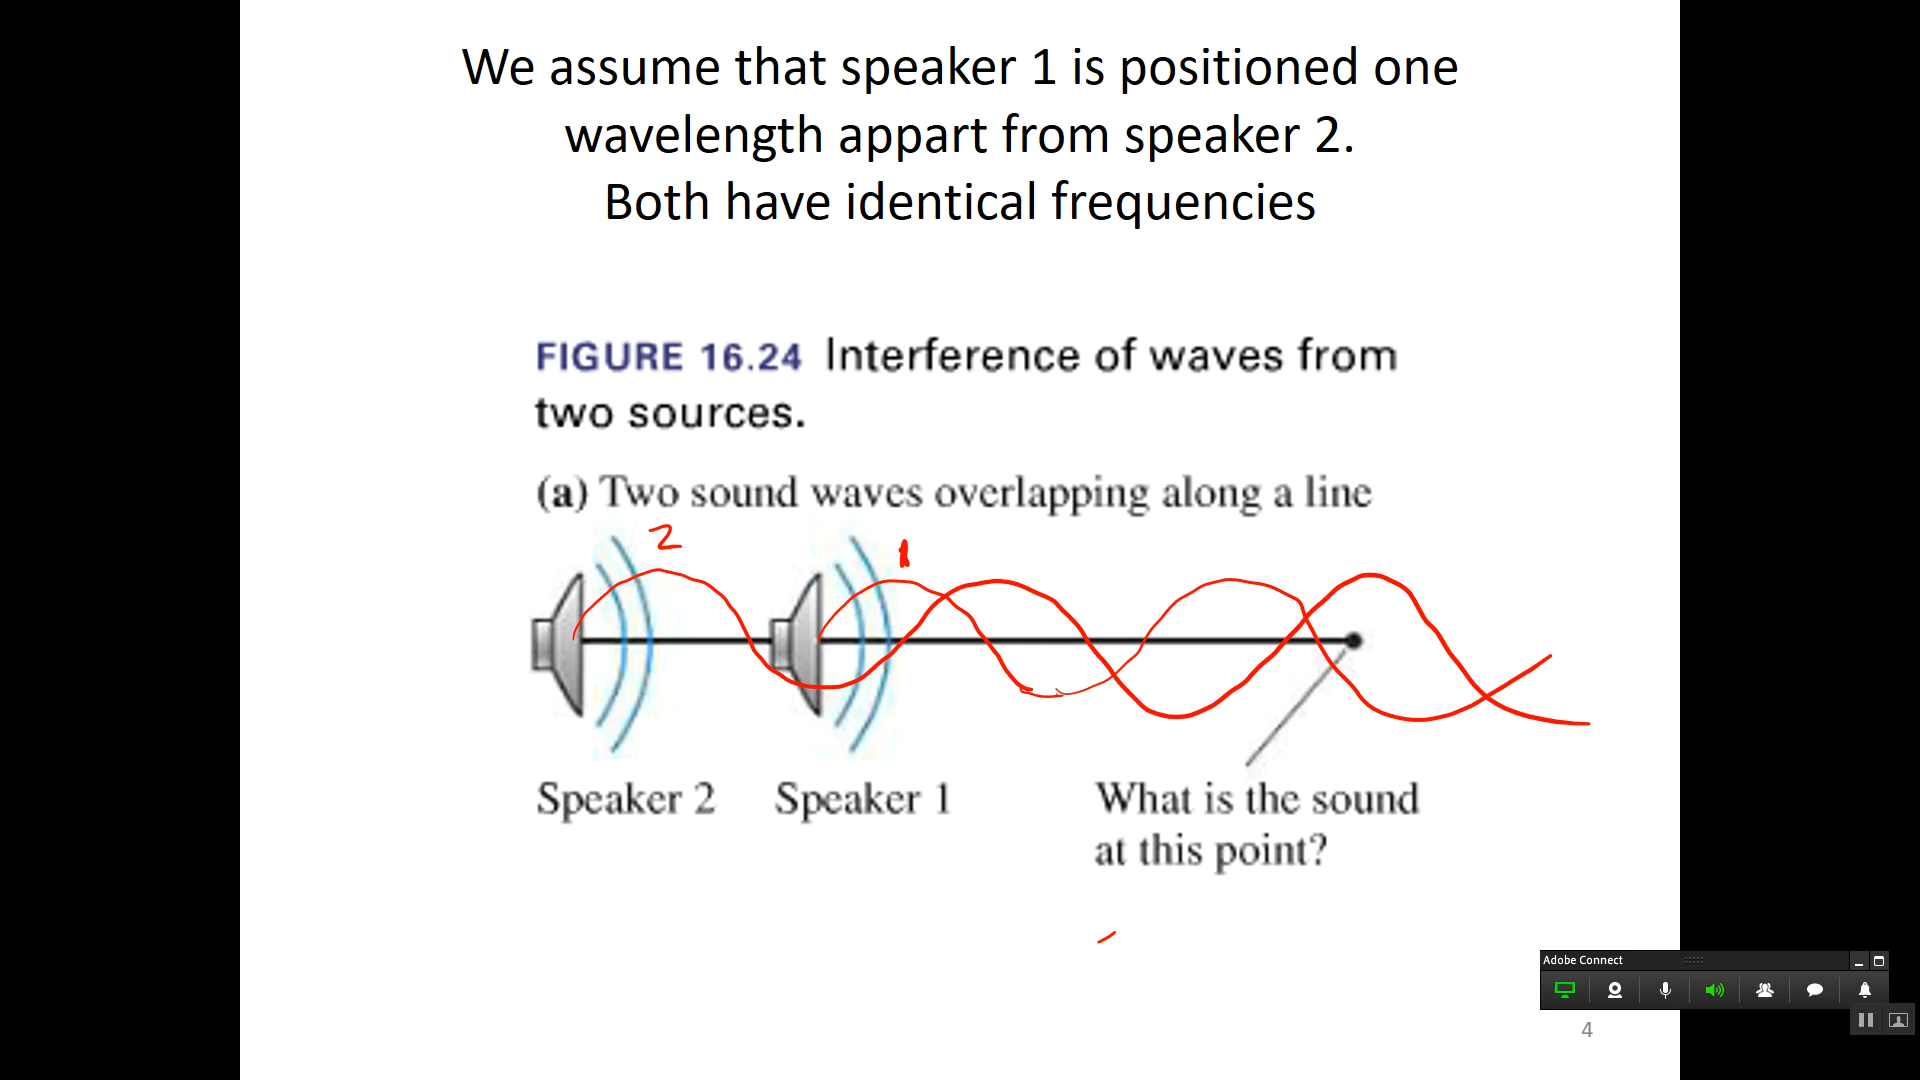 We assume that speaker 1 is positioned one
wavelength appart from speaker 2.
Both have identical frequencies
FIGURE 16.24 Interference of waves from
two sources.
(a) Two sound waves overlapping along a line
2
1
Speaker 2
Speaker 1
What is the sound
at this point?
Adobe Connect
4